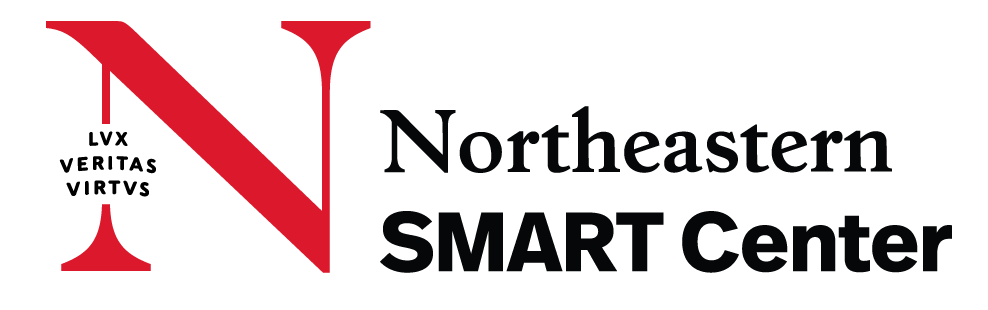 N
LVX
VERITAS
VIRTVS
Northeastern
SMART Center